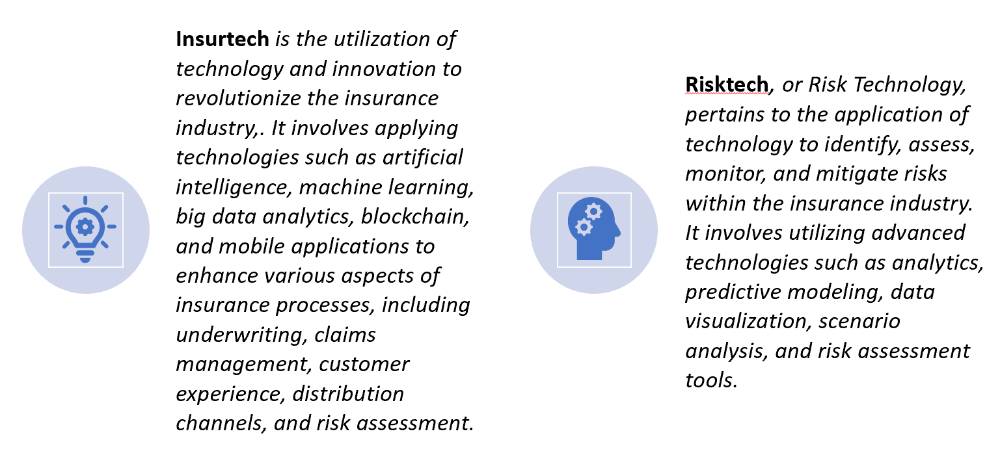 Insurtech is the utilization of
technology and innovation to
revolutionize the insurance
industry,. It involves applying
technologies such as artificial
intelligence, machine learning,
big data analytics, blockchain,
and mobile applications to
enhance various aspects of
insurance processes, including
underwriting, claims
management, customer
experience, distribution
channels, and risk assessment.
Risktech, or Risk Technology,
pertains to the application of
technology to identify, assess,
monitor, and mitigate risks
within the insurance industry.
It involves utilizing advanced
technologies such as analytics,
predictive modeling, data
visualization, scenario
analysis, and risk assessment
tools.